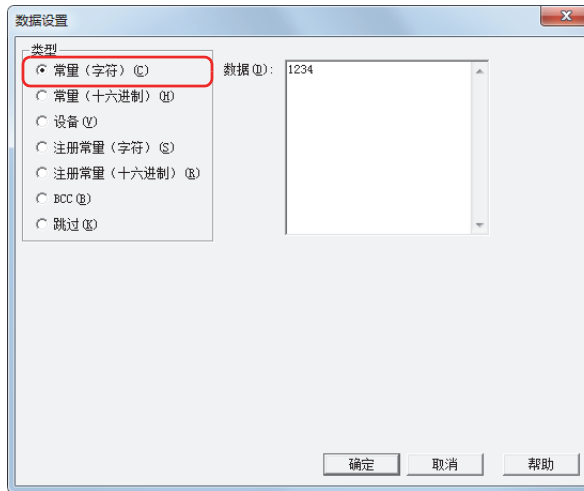 数据设置
类型
常量（字符）(C)
常量（十六进制）(H)
设备(V)
注册常量（字符）(S)
注册常量（十六进制）(R)
BCC(B)
跳过(K)
数据(D)：
1234
确定
取消
帮助